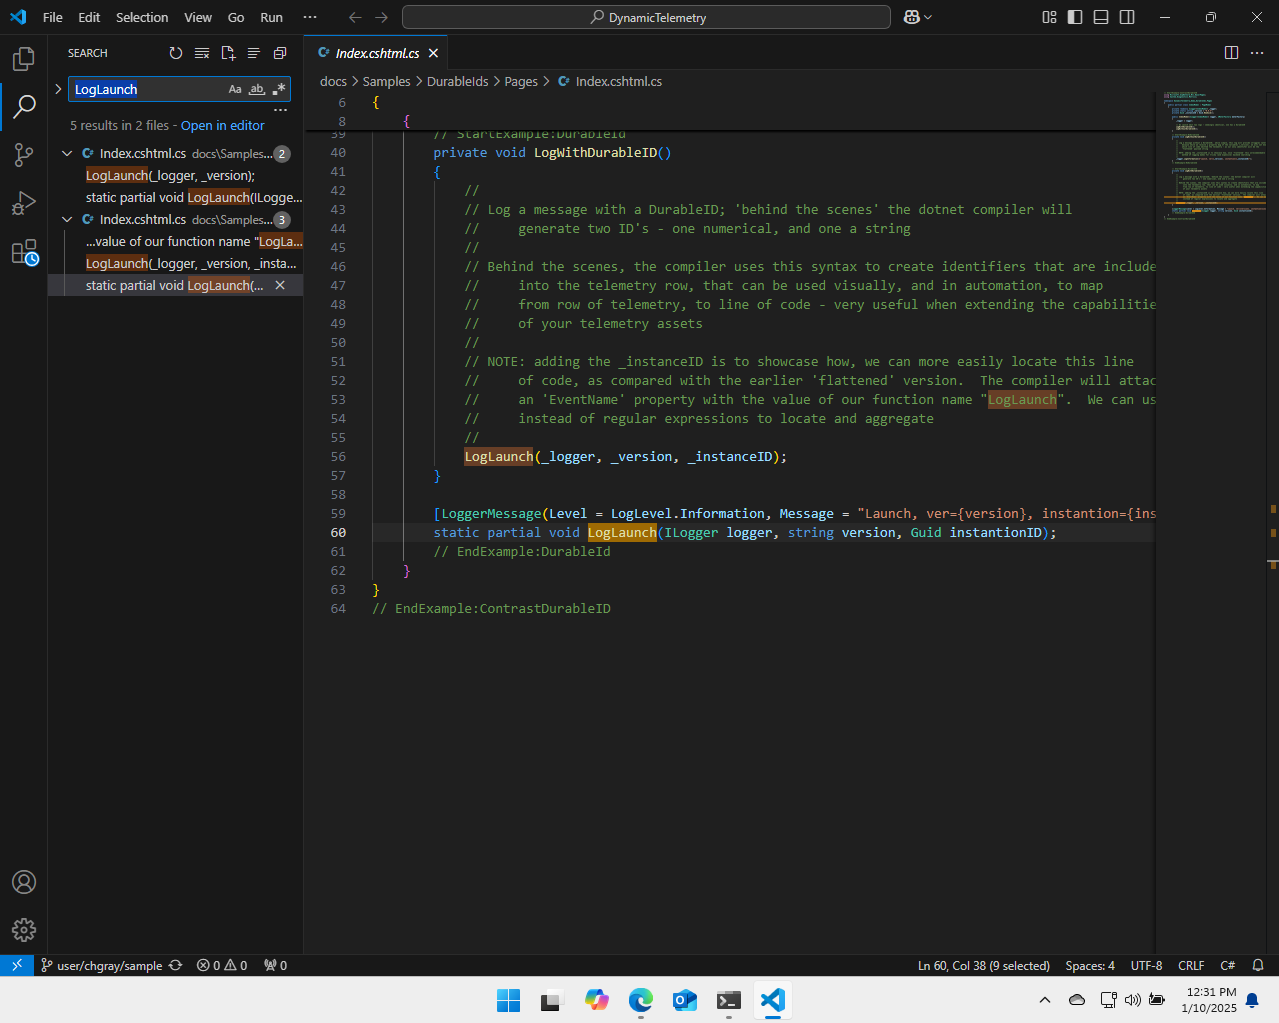 File Edit Selection View Go Run ··· DynamicTelemetry
SEARCH
LogLaunch Aa ab .*
5 results in 2 files - Open in editor
C# Index.cshtml.cs docs\Samples... 2
LogLaunch(_logger, _version);
static partial void LogLaunch(ILogge...
C# Index.cshtml.cs docs\Samples... 3
...value of our function name "LogLa...
LogLaunch(_logger, _version, _insta...
static partial void LogLaunch(...
C# Index.cshtml.cs
docs > Samples > DurableIds > Pages > C# Index.cshtml.cs
6 {
8 {
39 // StartExample:DurableId
40 private void LogWithDurableID()
41 {
42 //
43 // Log a message with a DurableID; 'behind the scenes' the dotnet compiler will
44 // generate two ID's - one numerical, and one a string
45 //
46 // Behind the scenes, the compiler uses this syntax to create identifiers that are include
47 // into the telemetry row, that can be used visually, and in automation, to map
48 // from row of telemetry, to line of code - very useful when extending the capabilitie
49 // of your telemetry assets
50 //
51 // NOTE: adding the _instanceID is to showcase how, we can more easily locate this line
52 // of code, as compared with the earlier 'flattened' version. The compiler will attac
53 // an 'EventName' property with the value of our function name "LogLaunch". We can us
54 // instead of regular expressions to locate and aggregate
55 //
56 LogLaunch(_logger, _version, _instanceID);
57 }
58
59 [LoggerMessage(Level = LogLevel.Information, Message = "Launch, ver={version}, instantion={ins
60 static partial void LogLaunch(ILogger logger, string version, Guid instantionID);
61 // EndExample:DurableId
62 }
63 }
64 // EndExample:ContrastDurableID
user/chgray/sample 0 0 0 Ln 60, Col 38 (9 selected) Spaces: 4 UTF-8 CRLF C#
12:31 PM
1/10/2025